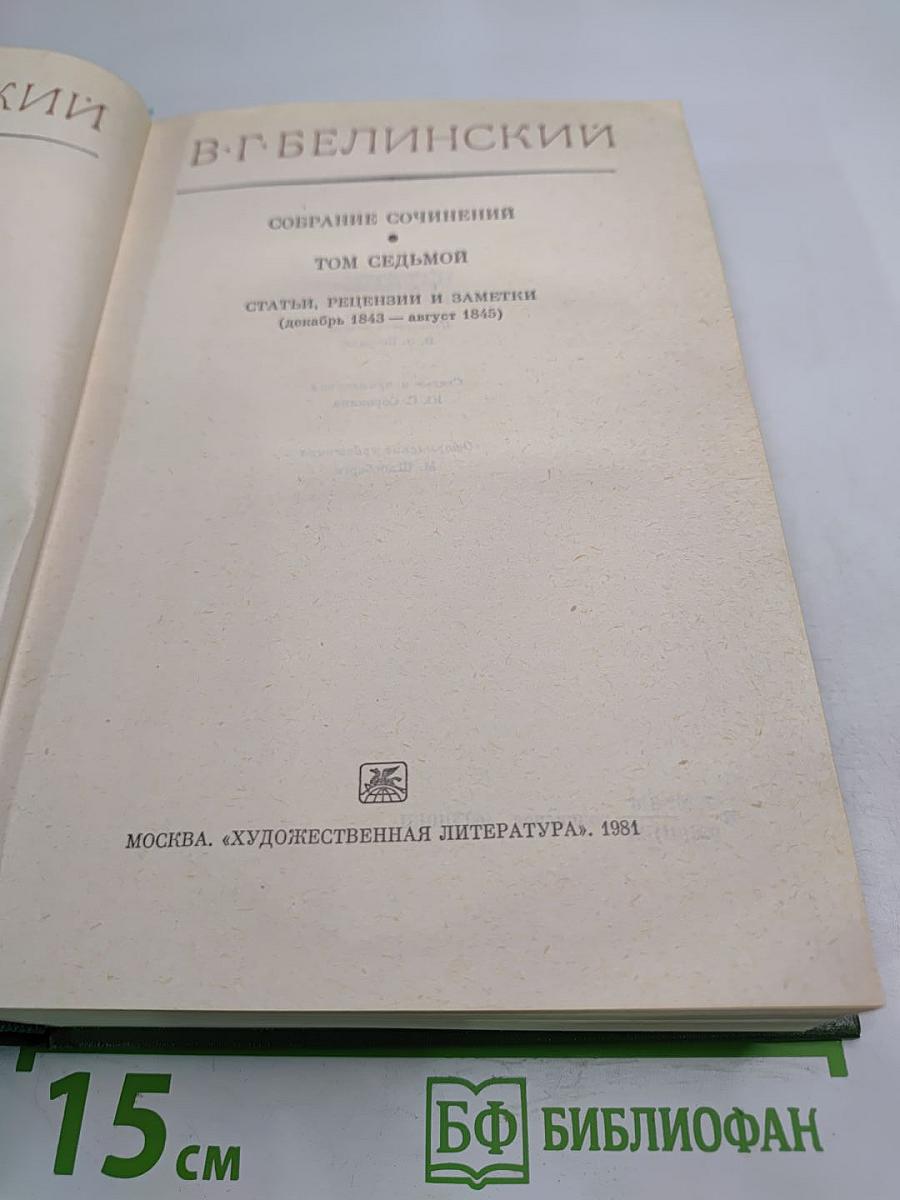 КИЙ
В·Г·БЕЛИНСКИЙ
СОБРАНИЕ СОЧИНЕНИЙ
ТОМ СЕДЬМОЙ
СТАТЬИ, РЕЦЕНЗИИ И ЗАМЕТКИ
(декабрь 1843 — август 1845)
МОСКВА. «ХУДОЖЕСТВЕННАЯ ЛИТЕРАТУРА». 1981
15 см
БФ БИБЛИОФАН